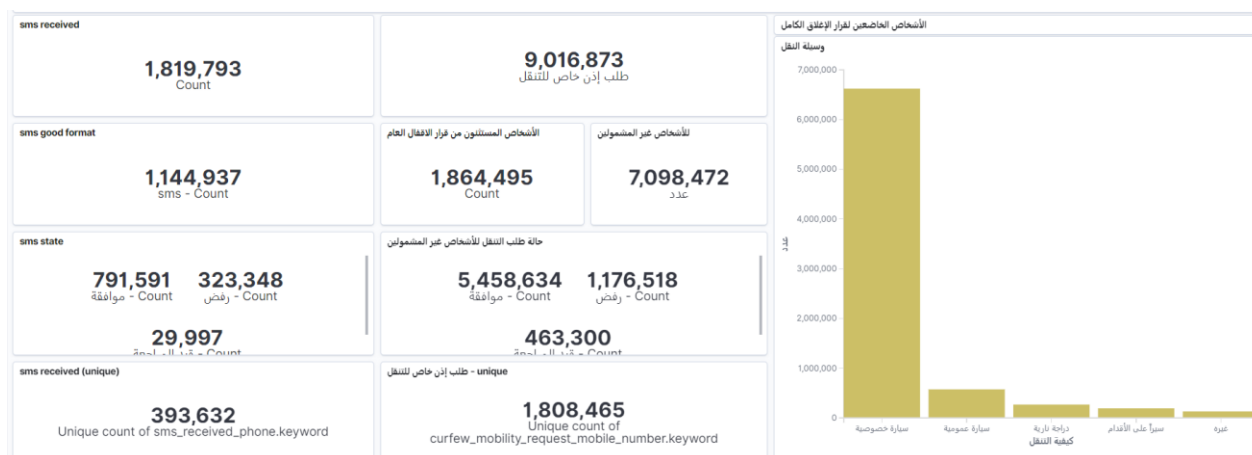 sms received
1,819,793
Count
9,016,873
طلب إذن خاص للتنقل
sms good format
1,144,937
sms - Count
الأشخاص المستثنون من قرار الاقفال العام
1,864,495
Count
للأشخاص غير المشمولين
7,098,472
عدد
sms state
791,591
Count - موافقة
323,348
Count - رفض
29,997
Count - قيد المراجعة
حالة طلب التنقل للأشخاص غير المشمولين
5,458,634
Count - موافقة
1,176,518
Count - رفض
463,300
Count - قيد المراجعة
sms received (unique)
393,632
Unique count of sms_received_phone.keyword
طلب إذن خاص للتنقل - unique
1,808,465
Unique count of
curfew_mobility_request_mobile_number.keyword
الأشخاص الخاضعين لقرار الإغلاق الكامل
وسيلة النقل
7,000,000
6,000,000
5,000,000
4,000,000
3,000,000
2,000,000
1,000,000
0
عدد
سيارة خصوصية
سيارة عمومية
دراجة نارية
سيراً على الأقدام
غيره
كيفية التنقل